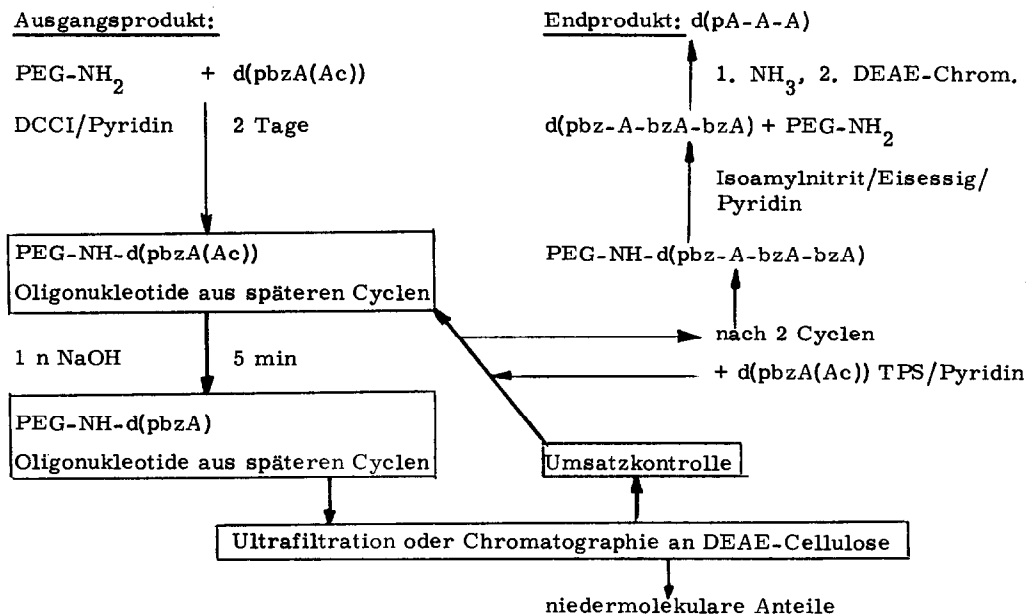 Ausgangsprodukt:
PEG-NH2 + d(pbzA(Ac))
DCCI/Pyridin 2 Tage
PEG-NH-d(pbzA(Ac))
Oligonukleotide aus späteren Cyclen
1 n NaOH 5 min
PEG-NH-d(pbzA)
Oligonukleotide aus späteren Cyclen
Endprodukt: d(pA-A-A)
1. NH3, 2. DEAE-Chrom.
d(pbz-A-bzA-bzA) + PEG-NH2
Isoamylnitrit/Eisessig/
Pyridin
PEG-NH-d(pbz-A-bzA-bzA)
nach 2 Cyclen
+ d(pbzA(Ac)) TPS/Pyridin
Umsatzkontrolle
Ultrafiltration oder Chromatographie an DEAE-Cellulose
niedermolekulare Anteile